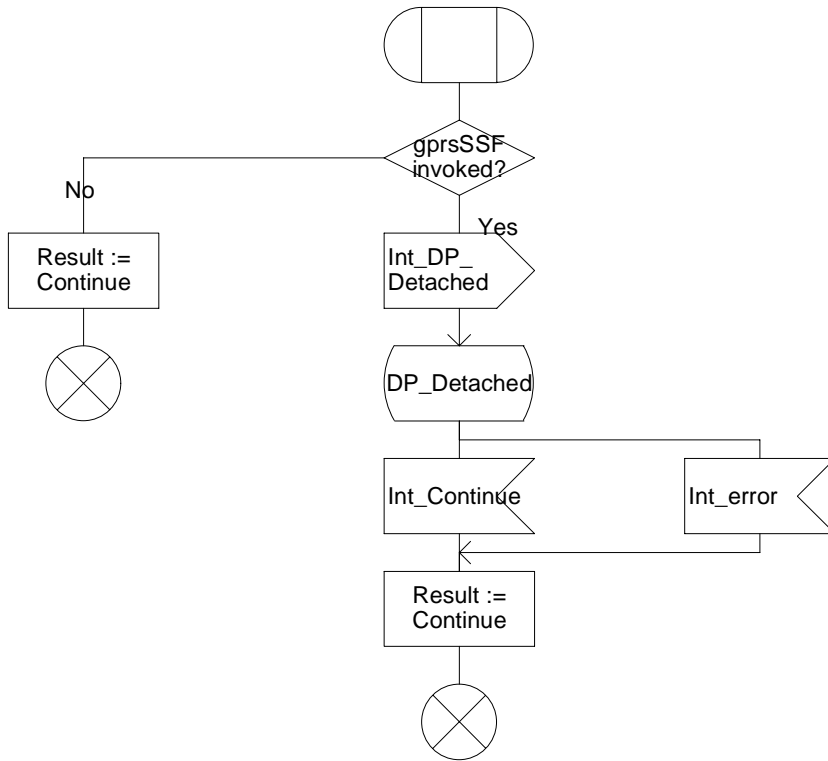 gprsSSF
invoked?
No
Yes
Result :=
Continue
Int_DP_
Detached
DP_Detached
Int_Continue
Int_error
Result :=
Continue